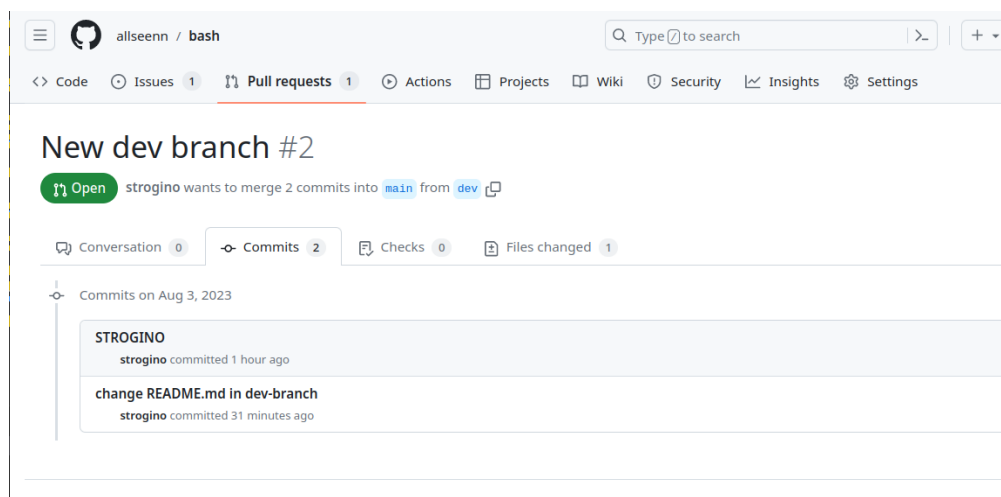 allseenn / bash
Type / to search
Code Issues 1 Pull requests 1 Actions Projects Wiki Security Insights Settings
New dev branch #2
Open strogino wants to merge 2 commits into main from dev
Conversation 0 Commits 2 Checks 0 Files changed 1
Commits on Aug 3, 2023
STROGINO
strogino committed 1 hour ago
change README.md in dev-branch
strogino committed 31 minutes ago